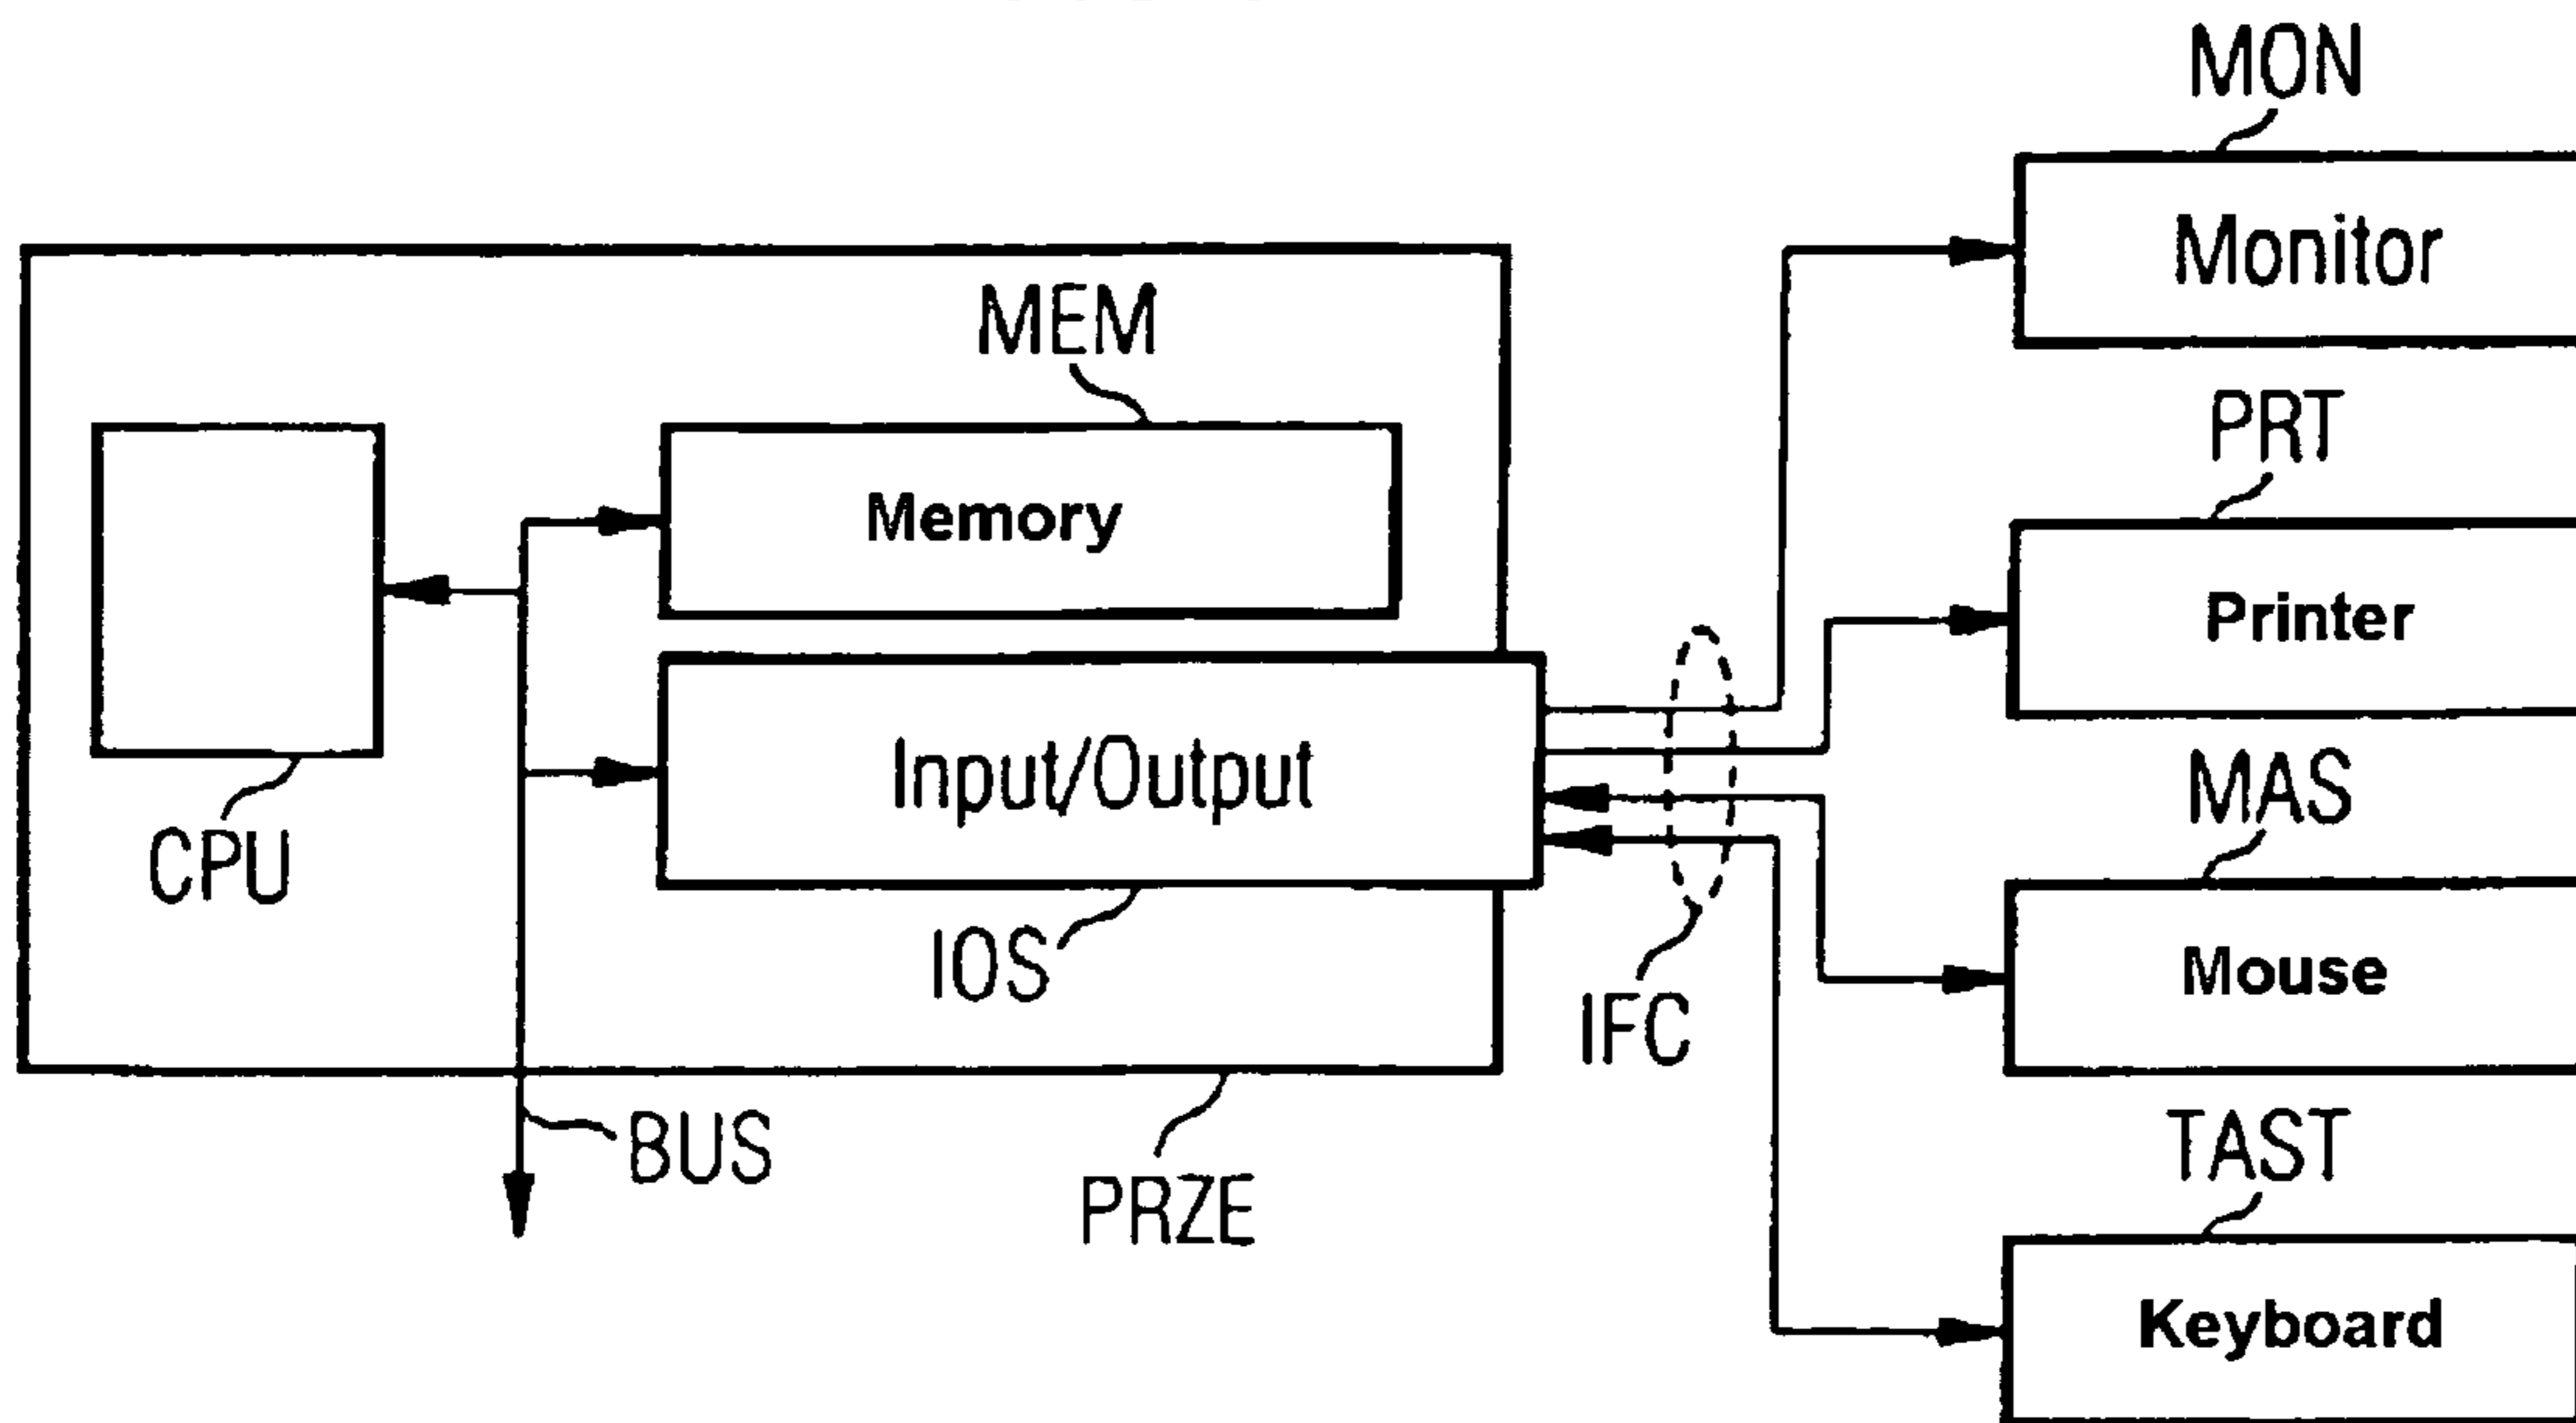 MON
Monitor
MEM
Memory
PRT
Printer
Input/Output
CPU
IOS
IFC
MAS
Mouse
BUS
PRZE
TAST
Keyboard